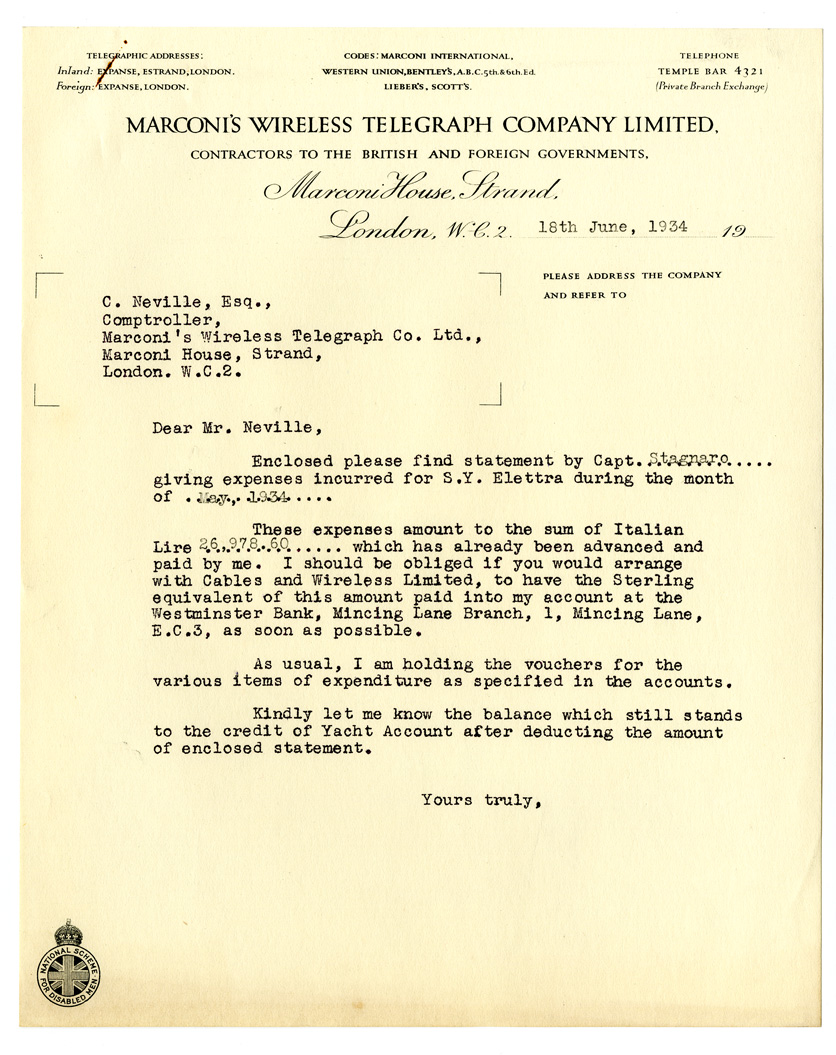 TELEGRAPHIC ADDRESSES:
Inland: EXPANSE, ESTRAND, LONDON.
Foreign: EXPANSE, LONDON.
CODES: MARCONI INTERNATIONAL,
WESTERN UNION, BENTLEY'S, A.B.C. 5th. & 6th. Ed.
LIEBER'S, SCOTT'S.
TELEPHONE
TEMPLE BAR 4321
(Private Branch Exchange)
MARCONI'S WIRELESS TELEGRAPH COMPANY LIMITED,
CONTRACTORS TO THE BRITISH AND FOREIGN GOVERNMENTS,
Marconi House, Strand,
London, W.C.2. 18th June, 1934 19
PLEASE ADDRESS THE COMPANY
AND REFER TO
C. Neville, Esq.,
Comptroller,
Marconi's Wireless Telegraph Co. Ltd.,
Marconi House, Strand,
London. W.C.2.
Dear Mr. Neville,
Enclosed please find statement by Capt. Stagnaro.....
giving expenses incurred for S.Y. Elettra during the month
of . May, 1934.....
These expenses amount to the sum of Italian
Lire 26,978.60...... which has already been advanced and
paid by me. I should be obliged if you would arrange
with Cables and Wireless Limited, to have the Sterling
equivalent of this amount paid into my account at the
Westminster Bank, Mincing Lane Branch, 1, Mincing Lane,
E.C.3, as soon as possible.
As usual, I am holding the vouchers for the
various items of expenditure as specified in the accounts.
Kindly let me know the balance which still stands
to the credit of Yacht Account after deducting the amount
of enclosed statement.
Yours truly,
NATIONAL SCHEME
FOR DISABLED MEN